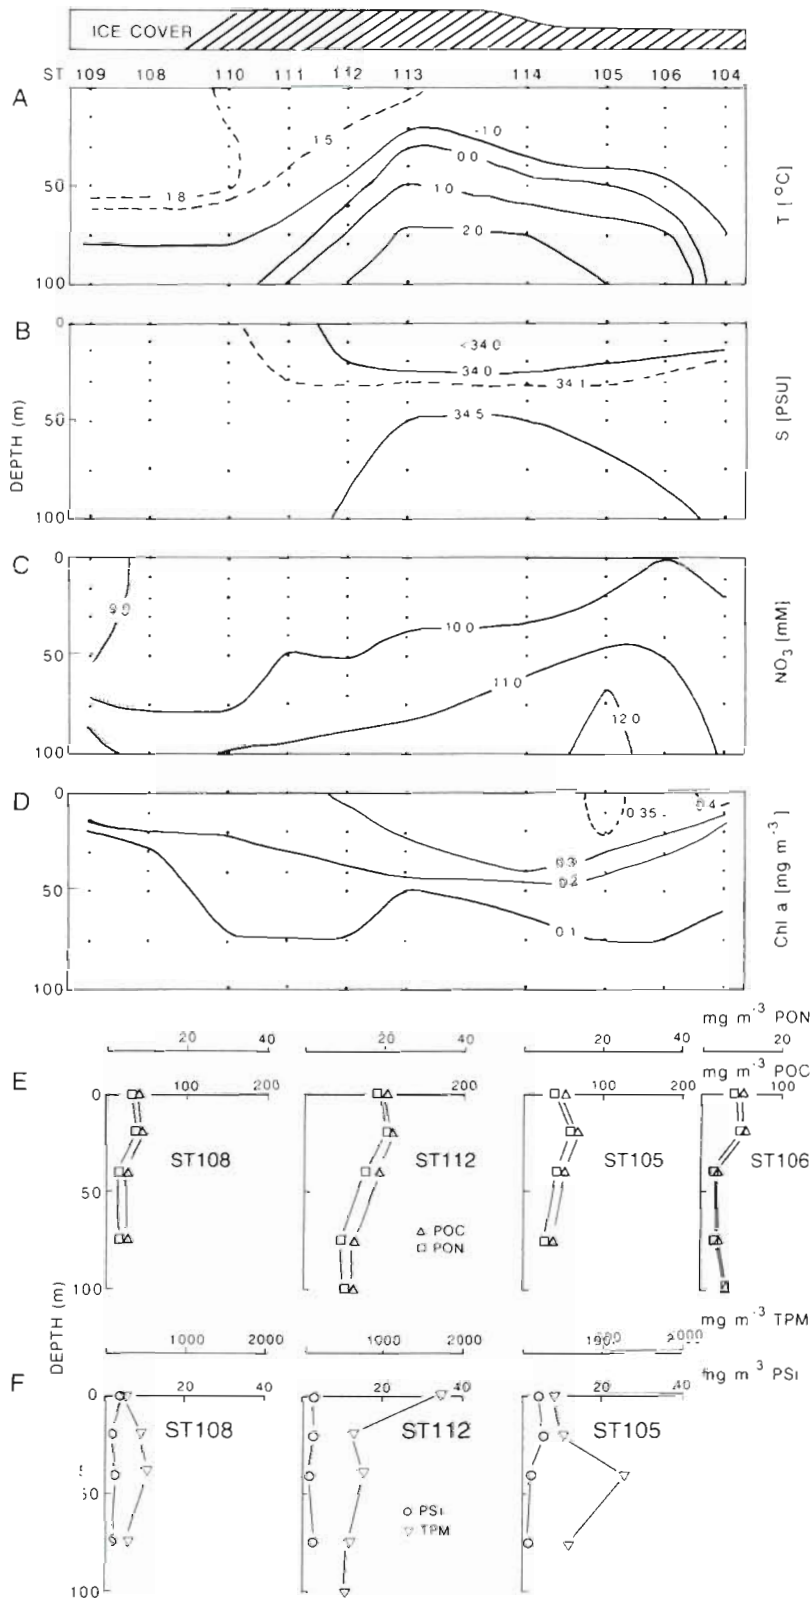 ICE COVER
ST 109 108 110 111 112 113 114 105 106 104
A
1.5
-1.0
0.0
1.8
50
1.0
2.0
100
T [°C]
B
0
<34.0
34.0
34.1
50
34.5
100
DEPTH (m)
S [PSU]
C
0
9.0
10.0
50
11.0
12.0
100
NO3 [mM]
D
0
0.35
0.4
0.3
0.2
50
0.1
100
Chl a [mg m-3]
mg m-3 PON
20 40 20 40 20 40 20
mg m-3 POC
E
0 100 200 200 100 200 100
ST108 ST112 ST105 ST106
50
△ POC
□ PON
100
DEPTH (m)
mg m-3 TPM
1000 2000 1000 2000 1000 2000
mg m-3 PSi
F
0 20 40 20 40 20 40
ST108 ST112 ST105
50
○ PSi
▽ TPM
100